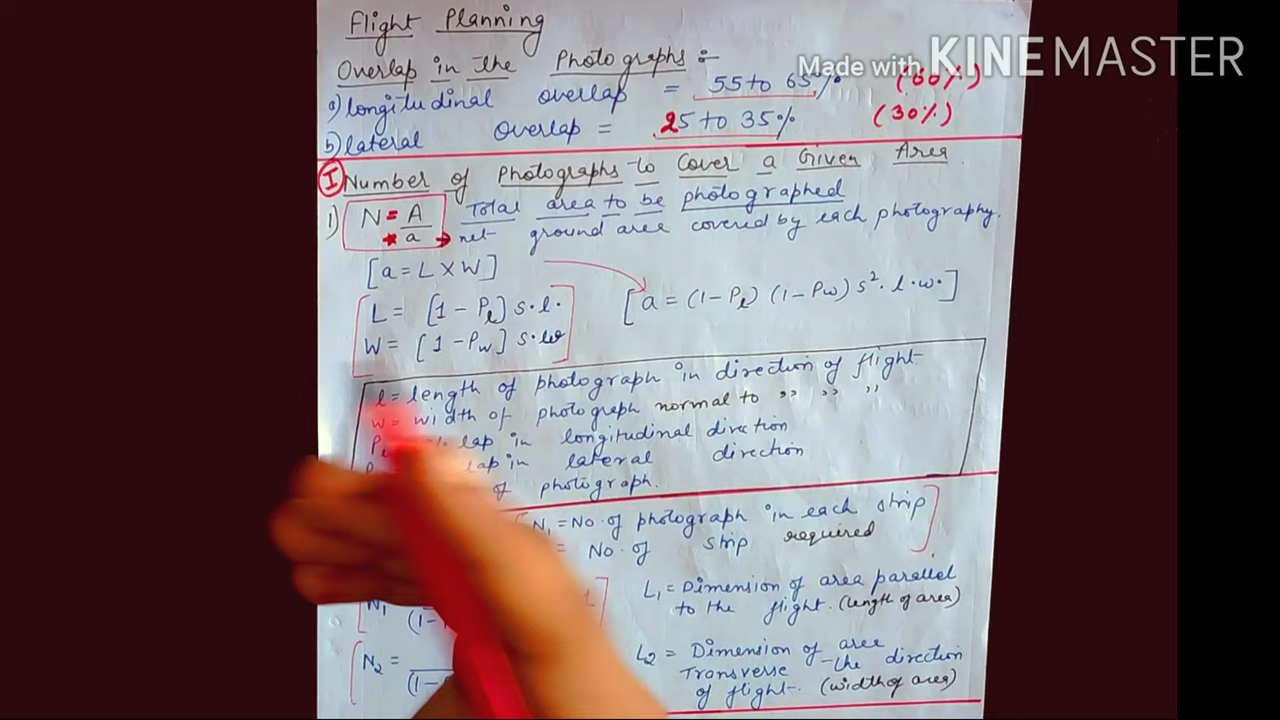 Flight Planning
Made with KINEMASTER
Overlap in the Photographs :-
a) longitudinal overlap = 55 to 65% (60%)
b) lateral overlap = 25 to 35% (30%)
I Number of Photographs to Cover a Given Area
1) N = A Total area to be photographed
a → net ground area covered by each photography.
[a = L X W]
[a = (1 - Pl) (1 - Pw) s². l. w.]
L = [1 - Pl] s. l.
W = [1 - Pw] s. w
l = length of photograph in direction of flight
w = width of photograph normal to " " "
Pl lap in longitudinal direction
lap in lateral direction
of photograph.
N1 = No. of photograph in each strip
= No. of strip required
L1 = Dimension of area parallel
to the flight. (length of area)
N1
(1-
L2 = Dimension of area
Transverse the direction
of flight. (width of area)
N2 =
(1-